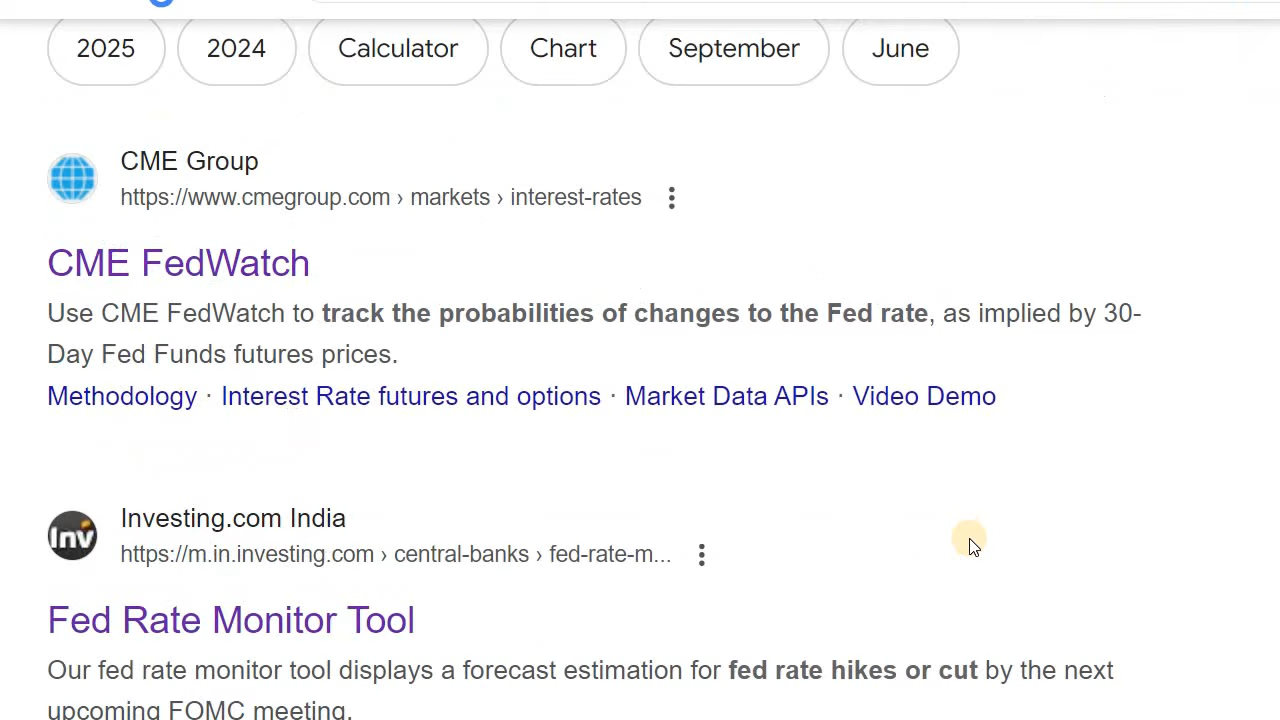 2025 2024 Calculator Chart September June
CME Group
https://www.cmegroup.com › markets › interest-rates
CME FedWatch
Use CME FedWatch to track the probabilities of changes to the Fed rate, as implied by 30-
Day Fed Funds futures prices.
Methodology · Interest Rate futures and options · Market Data APIs · Video Demo
Investing.com India
Inv
https://m.in.investing.com › central-banks › fed-rate-m...
Fed Rate Monitor Tool
Our fed rate monitor tool displays a forecast estimation for fed rate hikes or cut by the next
upcoming FOMC meeting.